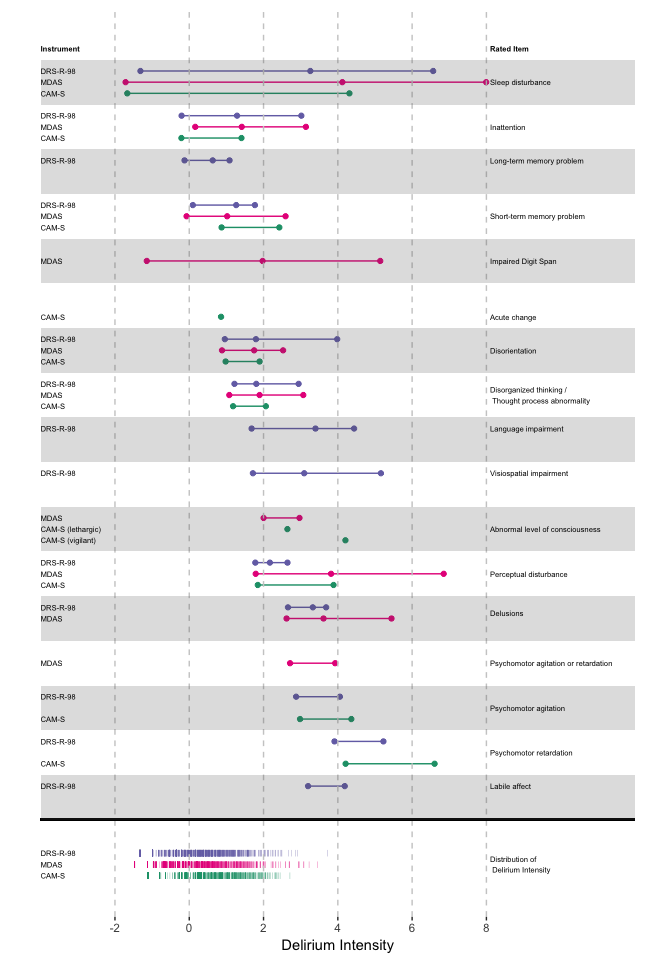 Instrument Rated Item
DRS-R-98
MDAS Sleep disturbance
CAM-S
DRS-R-98
MDAS Inattention
CAM-S
DRS-R-98 Long-term memory problem
DRS-R-98
MDAS Short-term memory problem
CAM-S
MDAS Impaired Digit Span
CAM-S Acute change
DRS-R-98
MDAS Disorientation
CAM-S
DRS-R-98
Disorganized thinking /
MDAS
Thought process abnormality
CAM-S
DRS-R-98 Language impairment
DRS-R-98 Visiospatial impairment
MDAS
CAM-S (lethargic) Abnormal level of consciousness
CAM-S (vigilant)
DRS-R-98
MDAS Perceptual disturbance
CAM-S
DRS-R-98
Delusions
MDAS
MDAS Psychomotor agitation or retardation
DRS-R-98
Psychomotor agitation
CAM-S
DRS-R-98
Psychomotor retardation
CAM-S
DRS-R-98 Labile affect
DRS-R-98
Distribution of
MDAS
Delirium Intensity
CAM-S
-2 0 2 4 6 8
Delirium Intensity